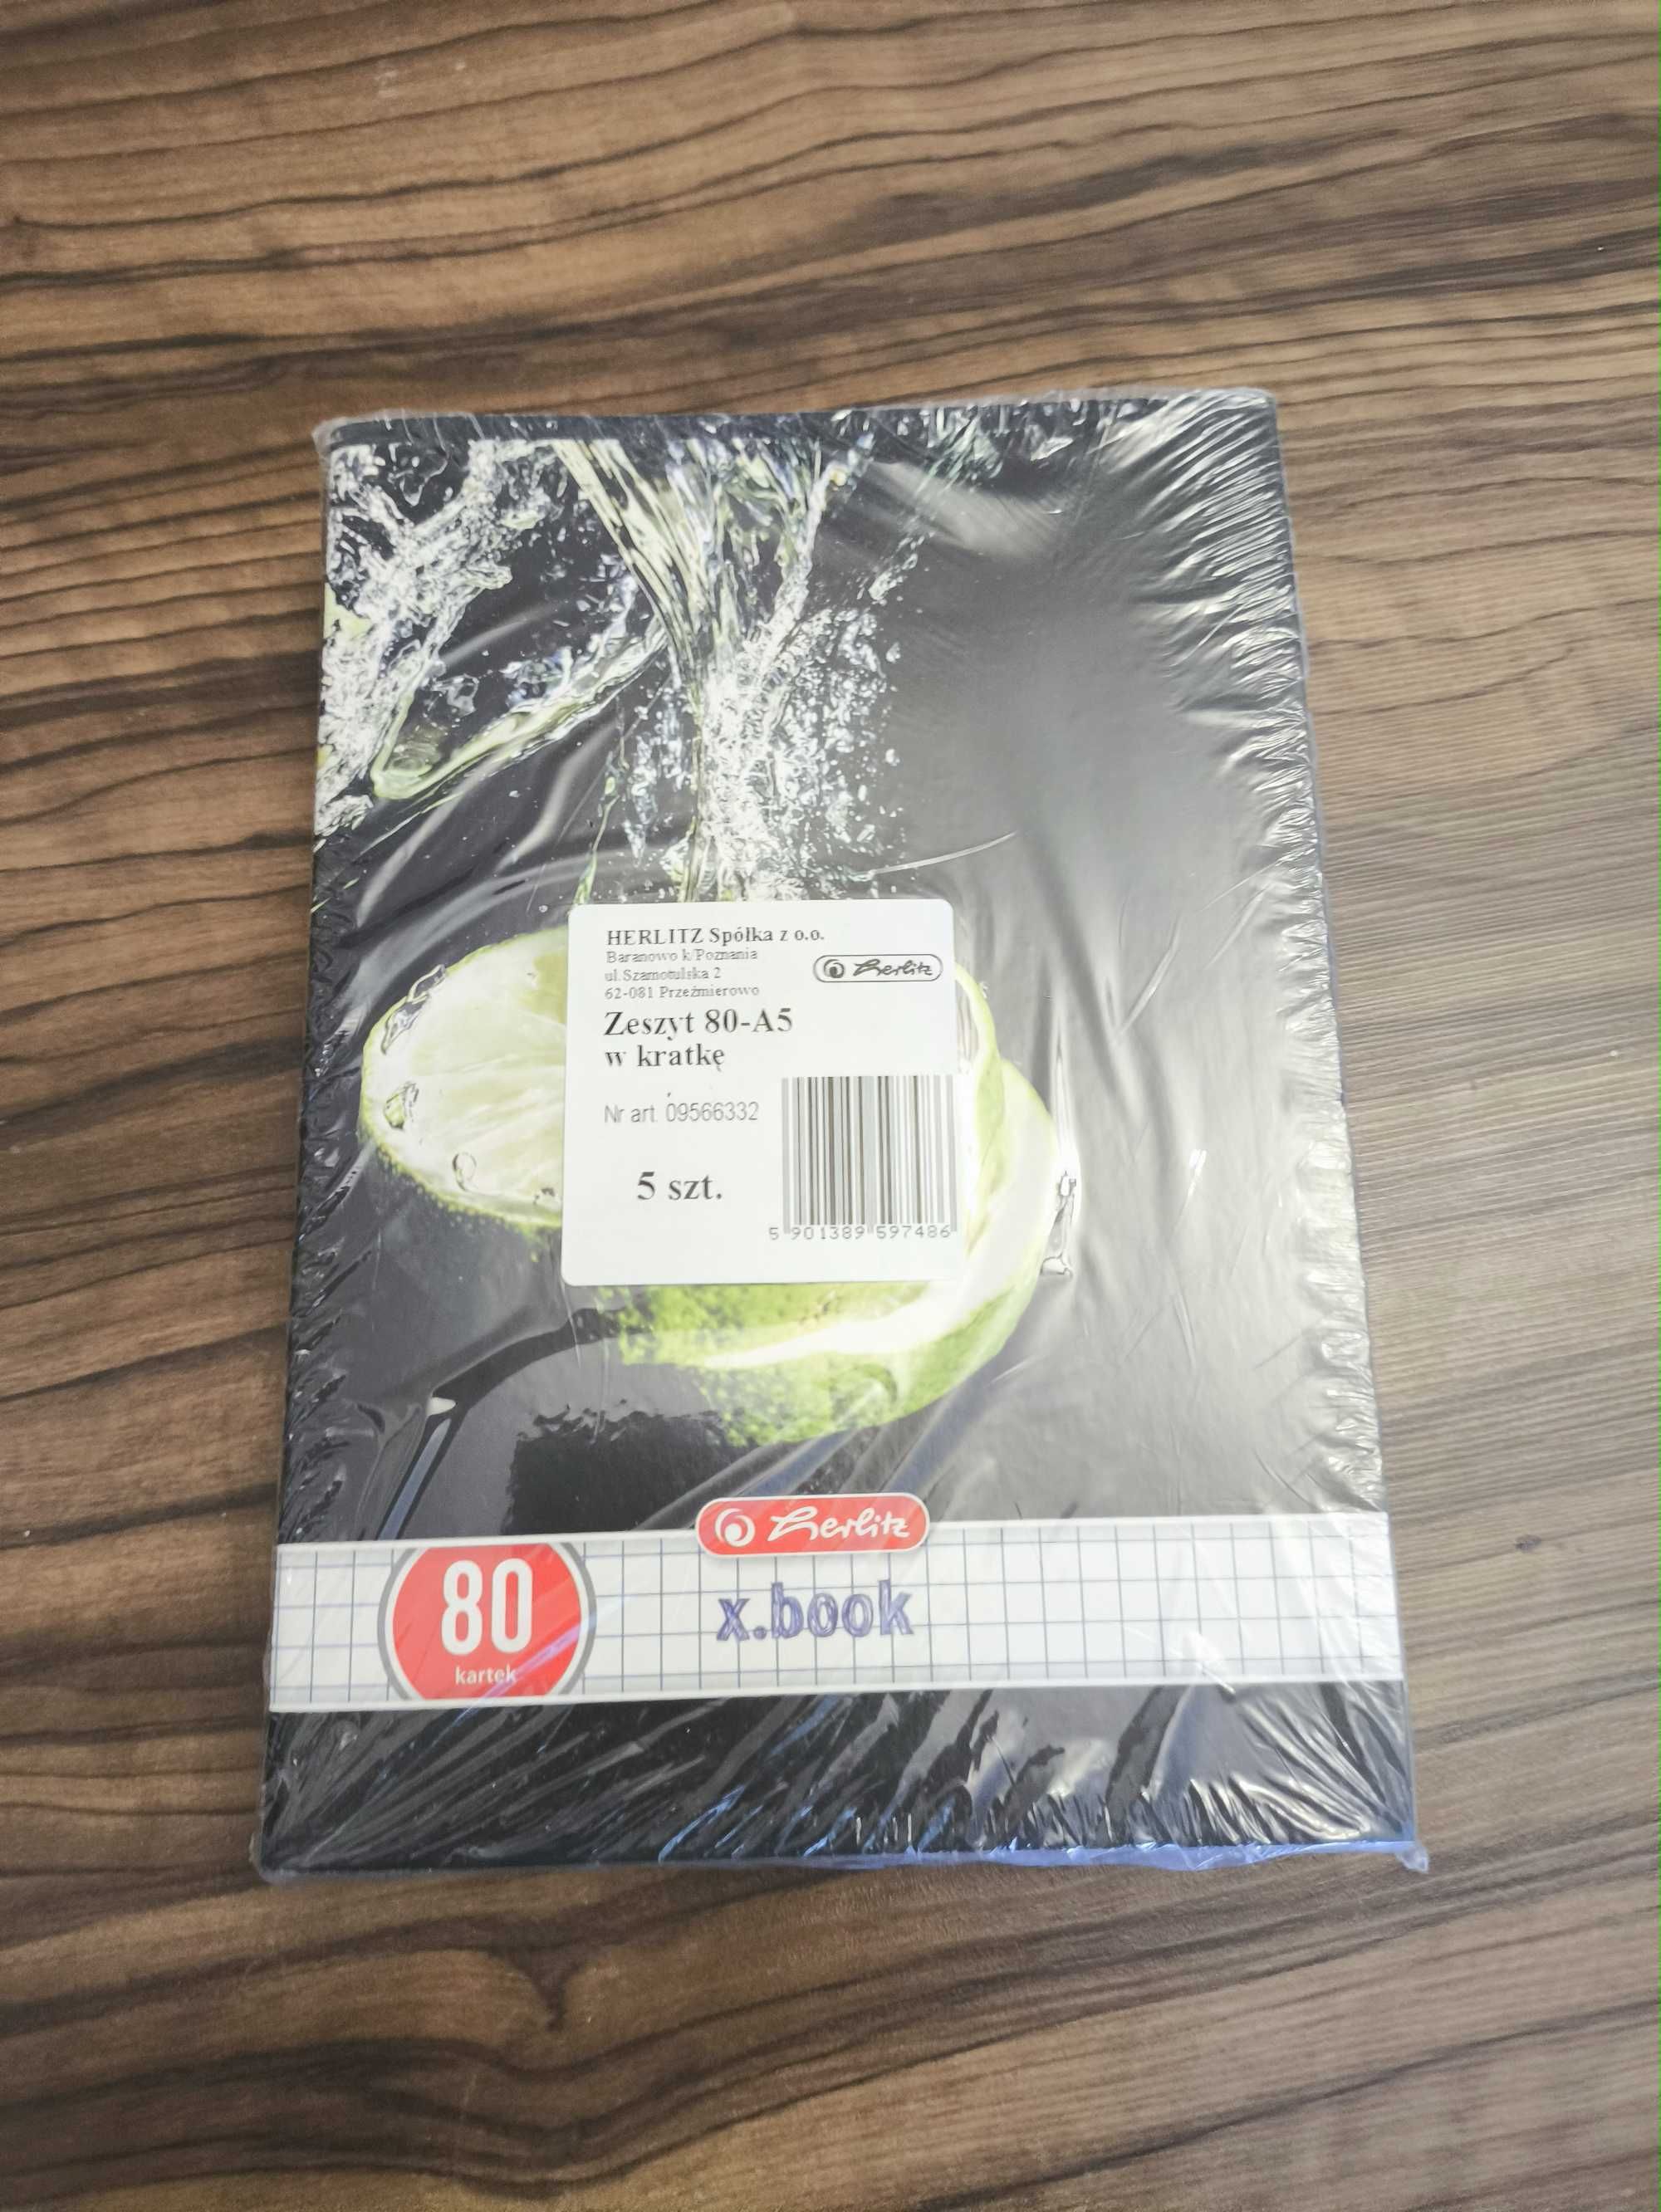 HERLITZ Spółka z o.o.
Baranowo k/Poznania
ul.Szamotulska 2
62-081 Przeźmierowo
Herlitz
Zeszyt 80-A5
w kratkę
Nr art. 09566332
5 szt.
5 901389 597486
Herlitz
80
kartek
x.book